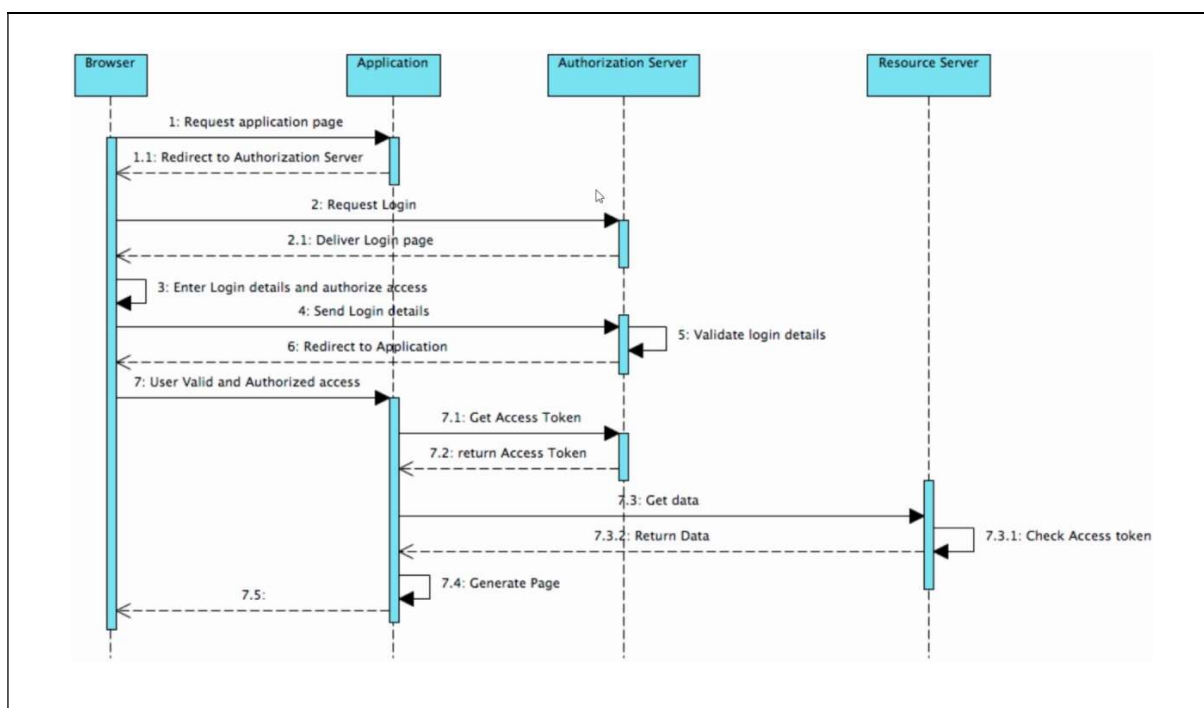 Browser
Application
Authorization Server
Resource Server
1: Request application page
1.1: Redirect to Authorization Server
2: Request Login
2.1: Deliver Login page
3: Enter Login details and authorize access
4: Send Login details
5: Validate login details
6: Redirect to Application
7: User Valid and Authorized access
7.1: Get Access Token
7.2: return Access Token
7.3: Get data
7.3.1: Check Access token
7.3.2: Return Data
7.4: Generate Page
7.5: